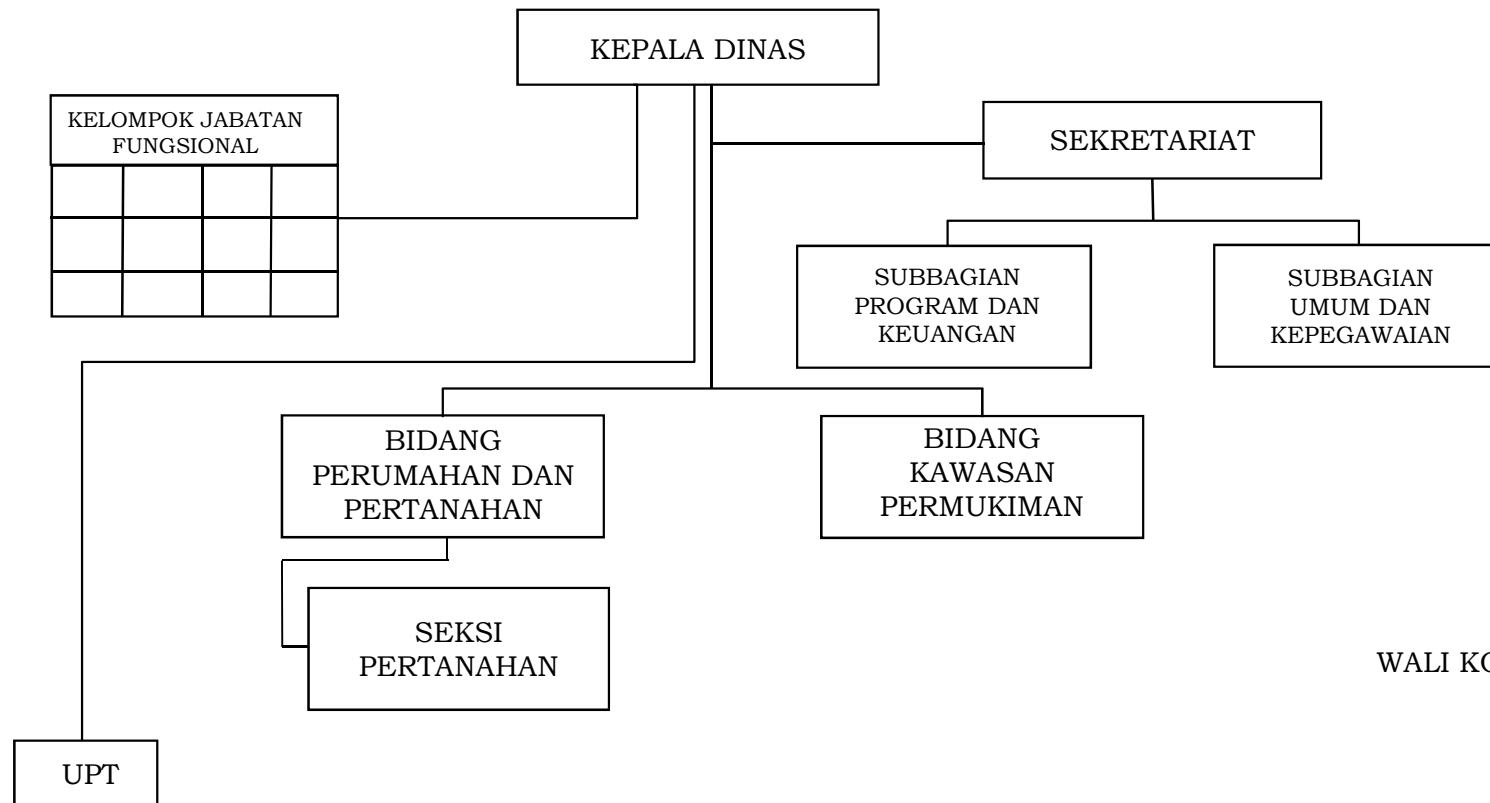 KEPALA DINAS
KELOMPOK JABATAN
FUNGSIONAL
SEKRETARIAT
SUBBAGIAN
PROGRAM DAN
KEUANGAN
SUBBAGIAN
UMUM DAN
KEPEGAWAIAN
BIDANG
PERUMAHAN DAN
PERTANAHAN
BIDANG
KAWASAN
PERMUKIMAN
SEKSI
PERTANAHAN
WALI
UPT